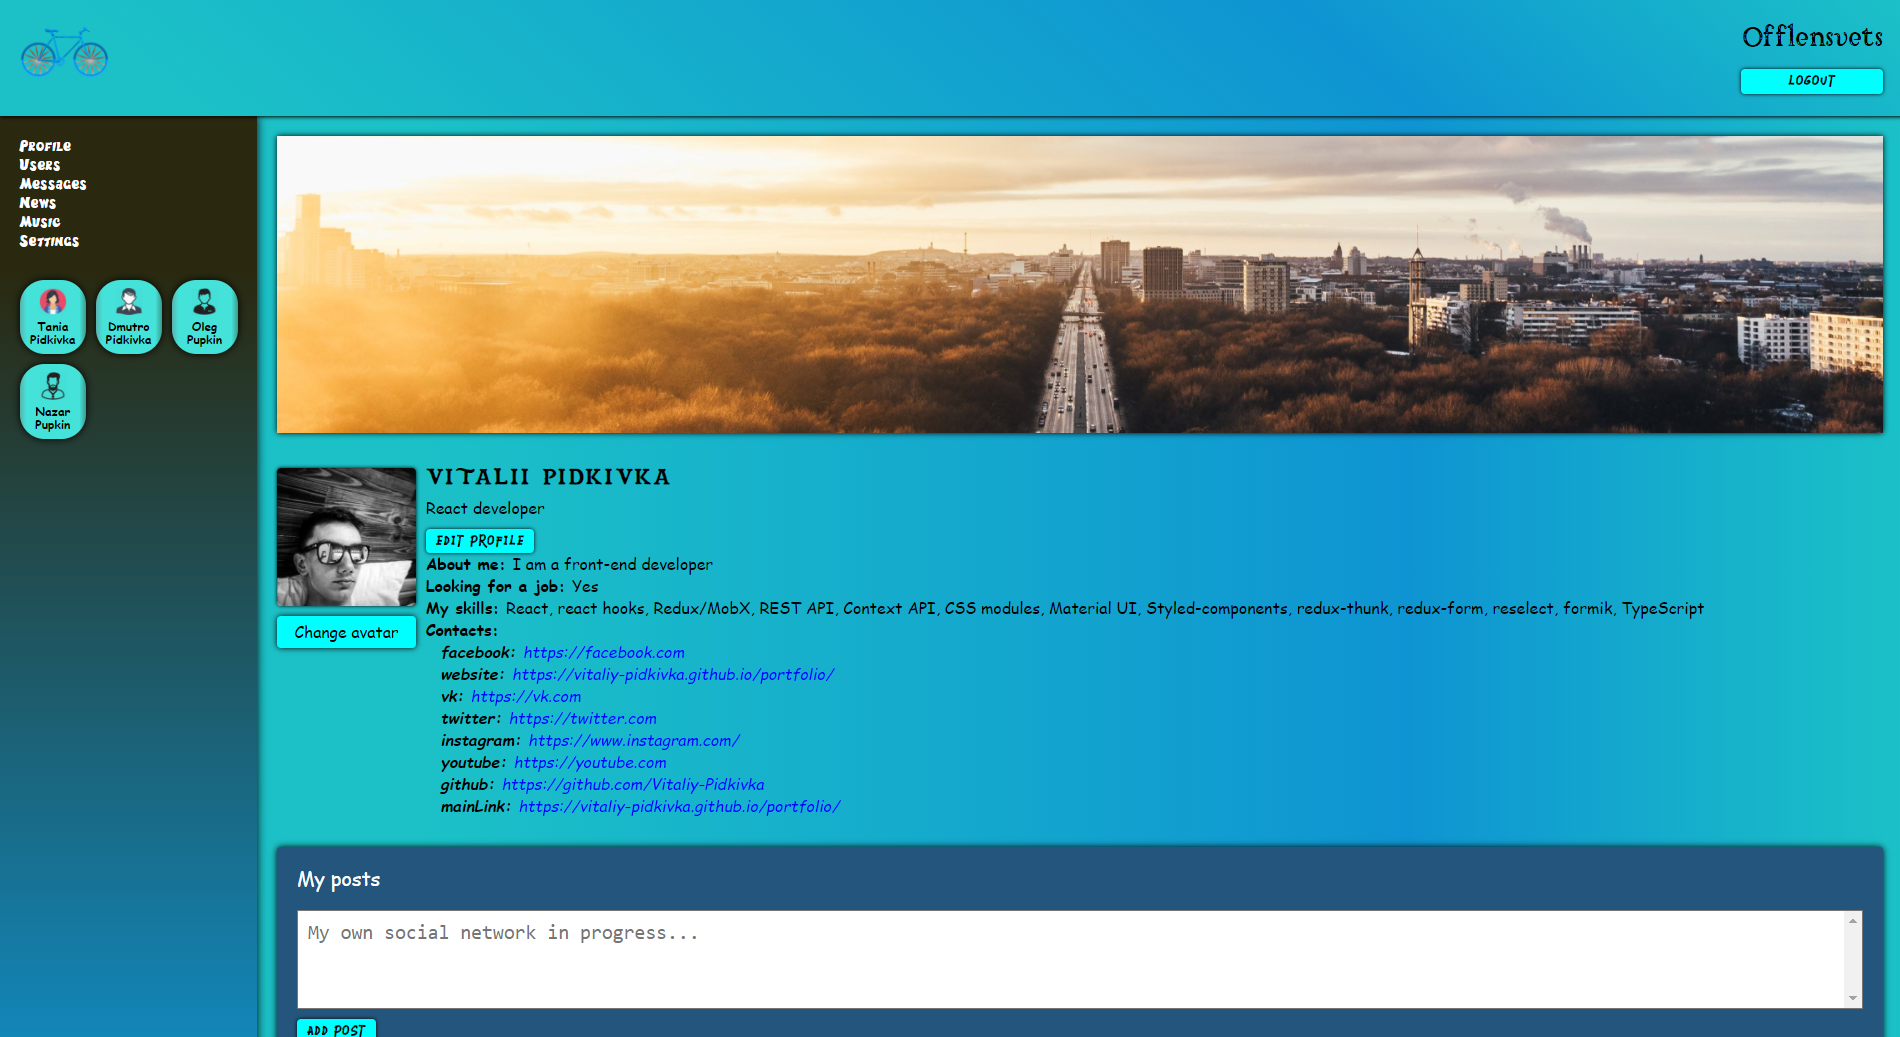 Offlensvets
LOGOUT
Profile
Users
Messages
News
Music
Settings
Tania
Pidkivka
Dmutro
Pidkivka
Oleg
Pupkin
Nazar
Pupkin
VITALII PIDKIVKA
React developer
EDIT PROFILE
About me: I am a front-end developer
Looking for a job: Yes
My skills: React, react hooks, Redux/MobX, REST API, Context API, CSS modules, Material UI, Styled-components, redux-thunk, redux-form, reselect, formik, TypeScript
Change avatar
Contacts:
facebook: https://facebook.com
website: https://vitaliy-pidkivka.github.io/portfolio/
vk: https://vk.com
twitter: https://twitter.com
instagram: https://www.instagram.com/
youtube: https://youtube.com
github: https://github.com/Vitaliy-Pidkivka
mainLink: https://vitaliy-pidkivka.github.io/portfolio/
My posts
My own social network in progress...
ADD POST